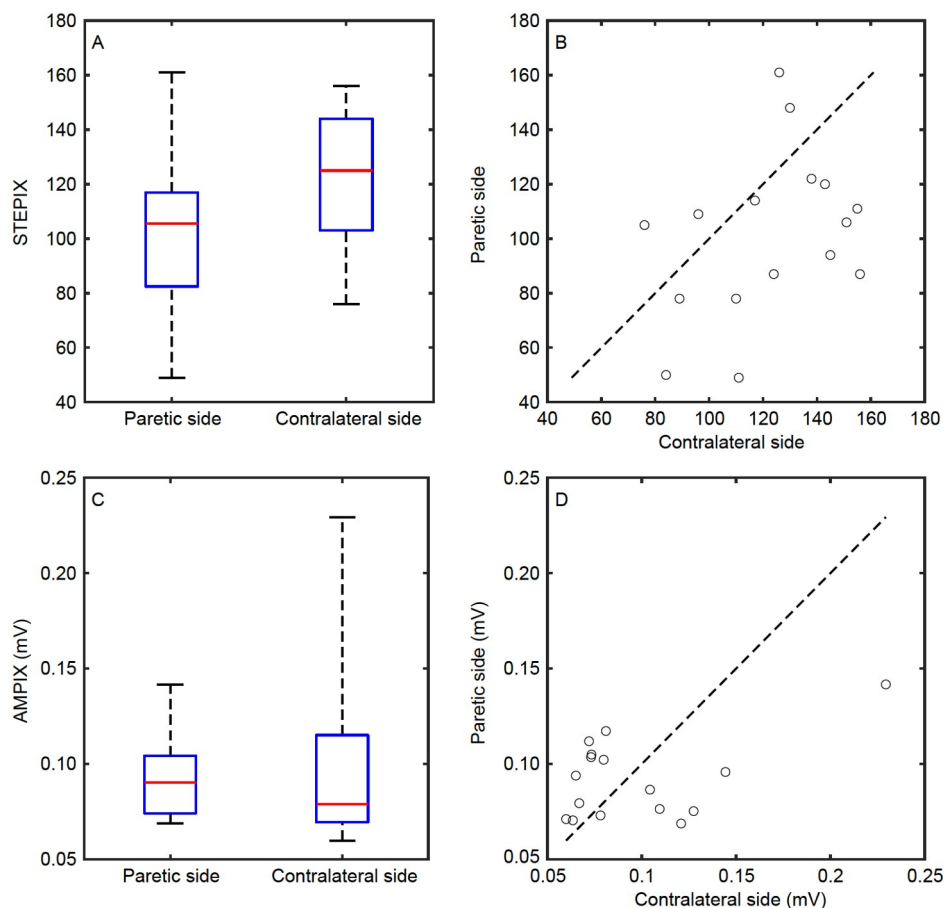 A
STEPIX
180
160
140
120
100
80
60
40
Paretic side Contralateral side
B
Paretic side
180
160
140
120
100
80
60
40
40 60 80 100 120 140 160 180
Contralateral side
C
AMPIX (mV)
0.25
0.20
0.15
0.10
0.05
Paretic side Contralateral side
D
Paretic side (mV)
0.25
0.20
0.15
0.10
0.05
0.05 0.1 0.15 0.2 0.25
Contralateral side (mV)